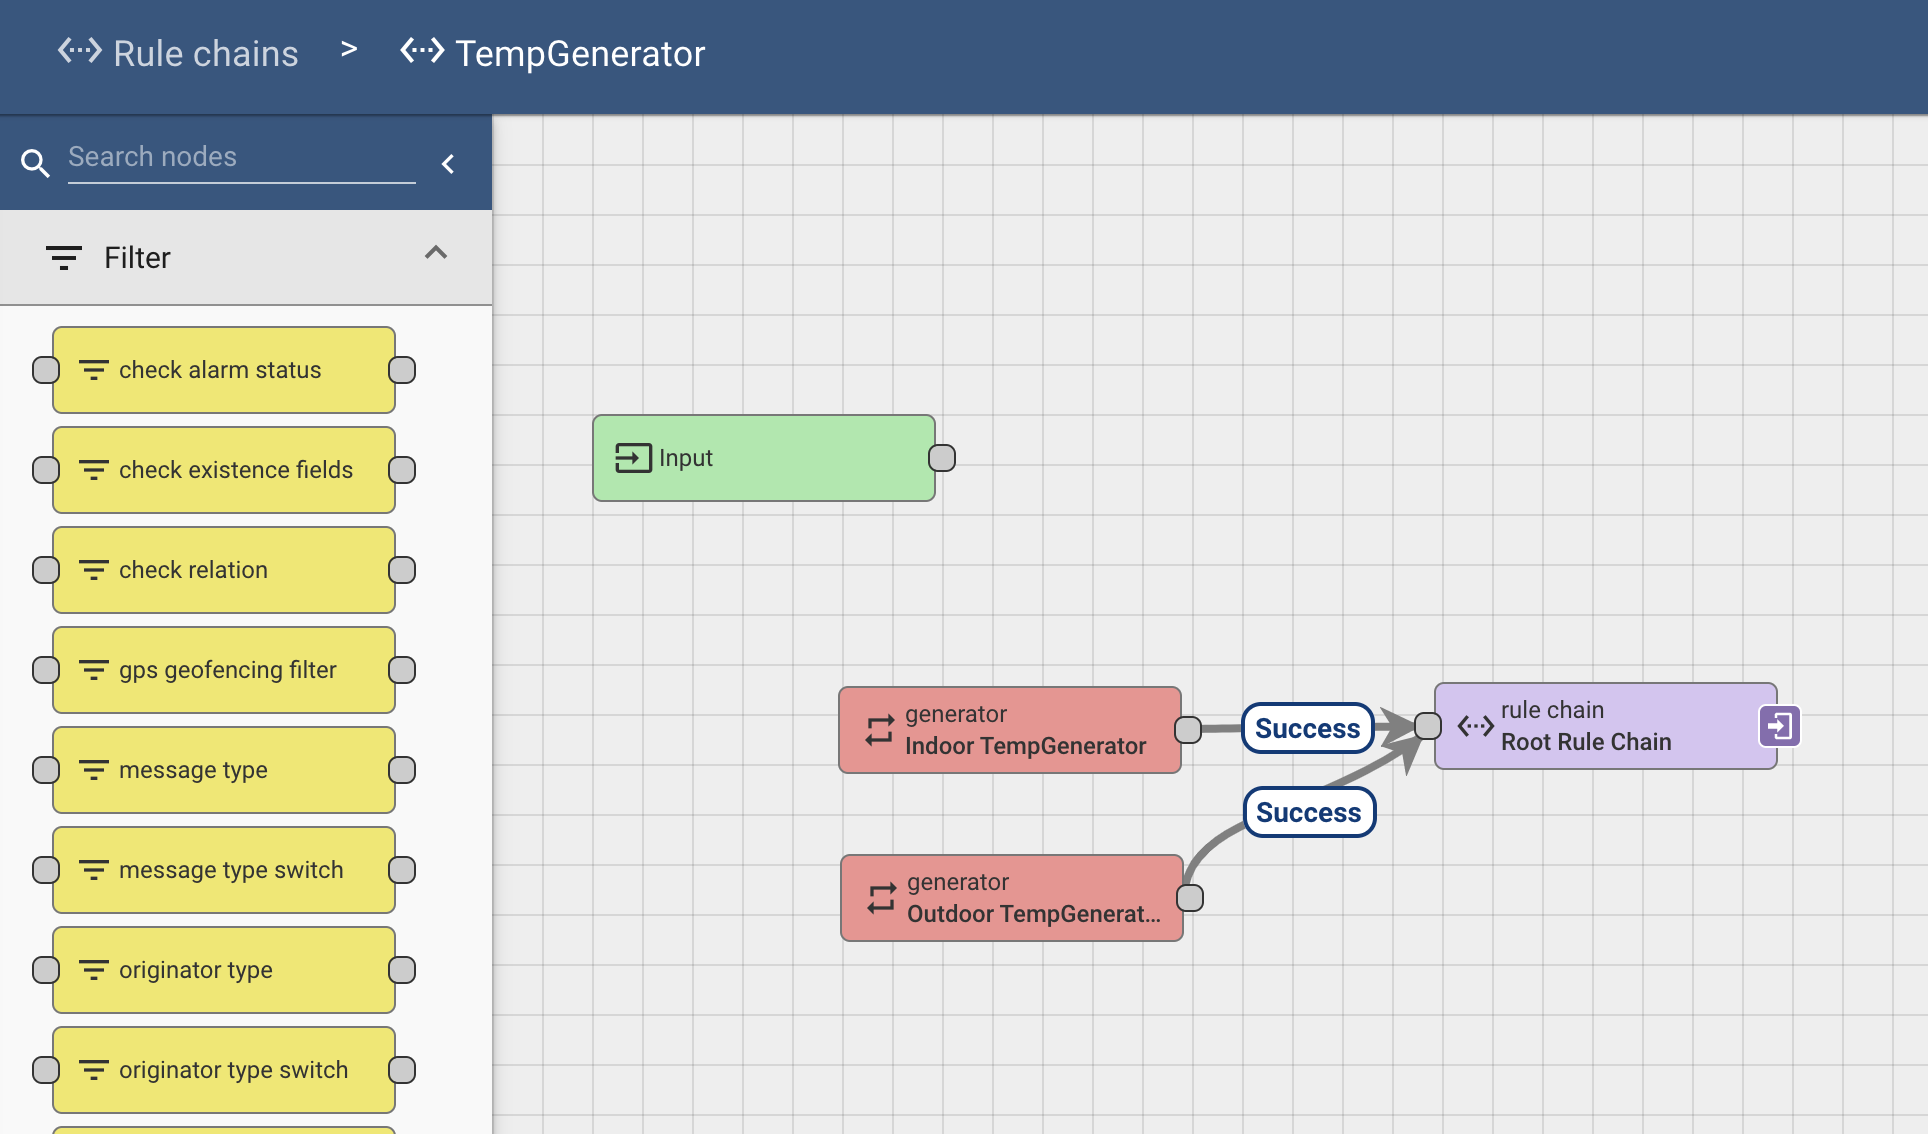 Rule chains > TempGenerator
Search nodes
Filter
check alarm status
check existence fields
check relation
gps geofencing filter
message type
message type switch
originator type
originator type switch
Input
generator
Indoor TempGenerator
Success
rule chain
Root Rule Chain
Success
generator
Outdoor TempGenerat...